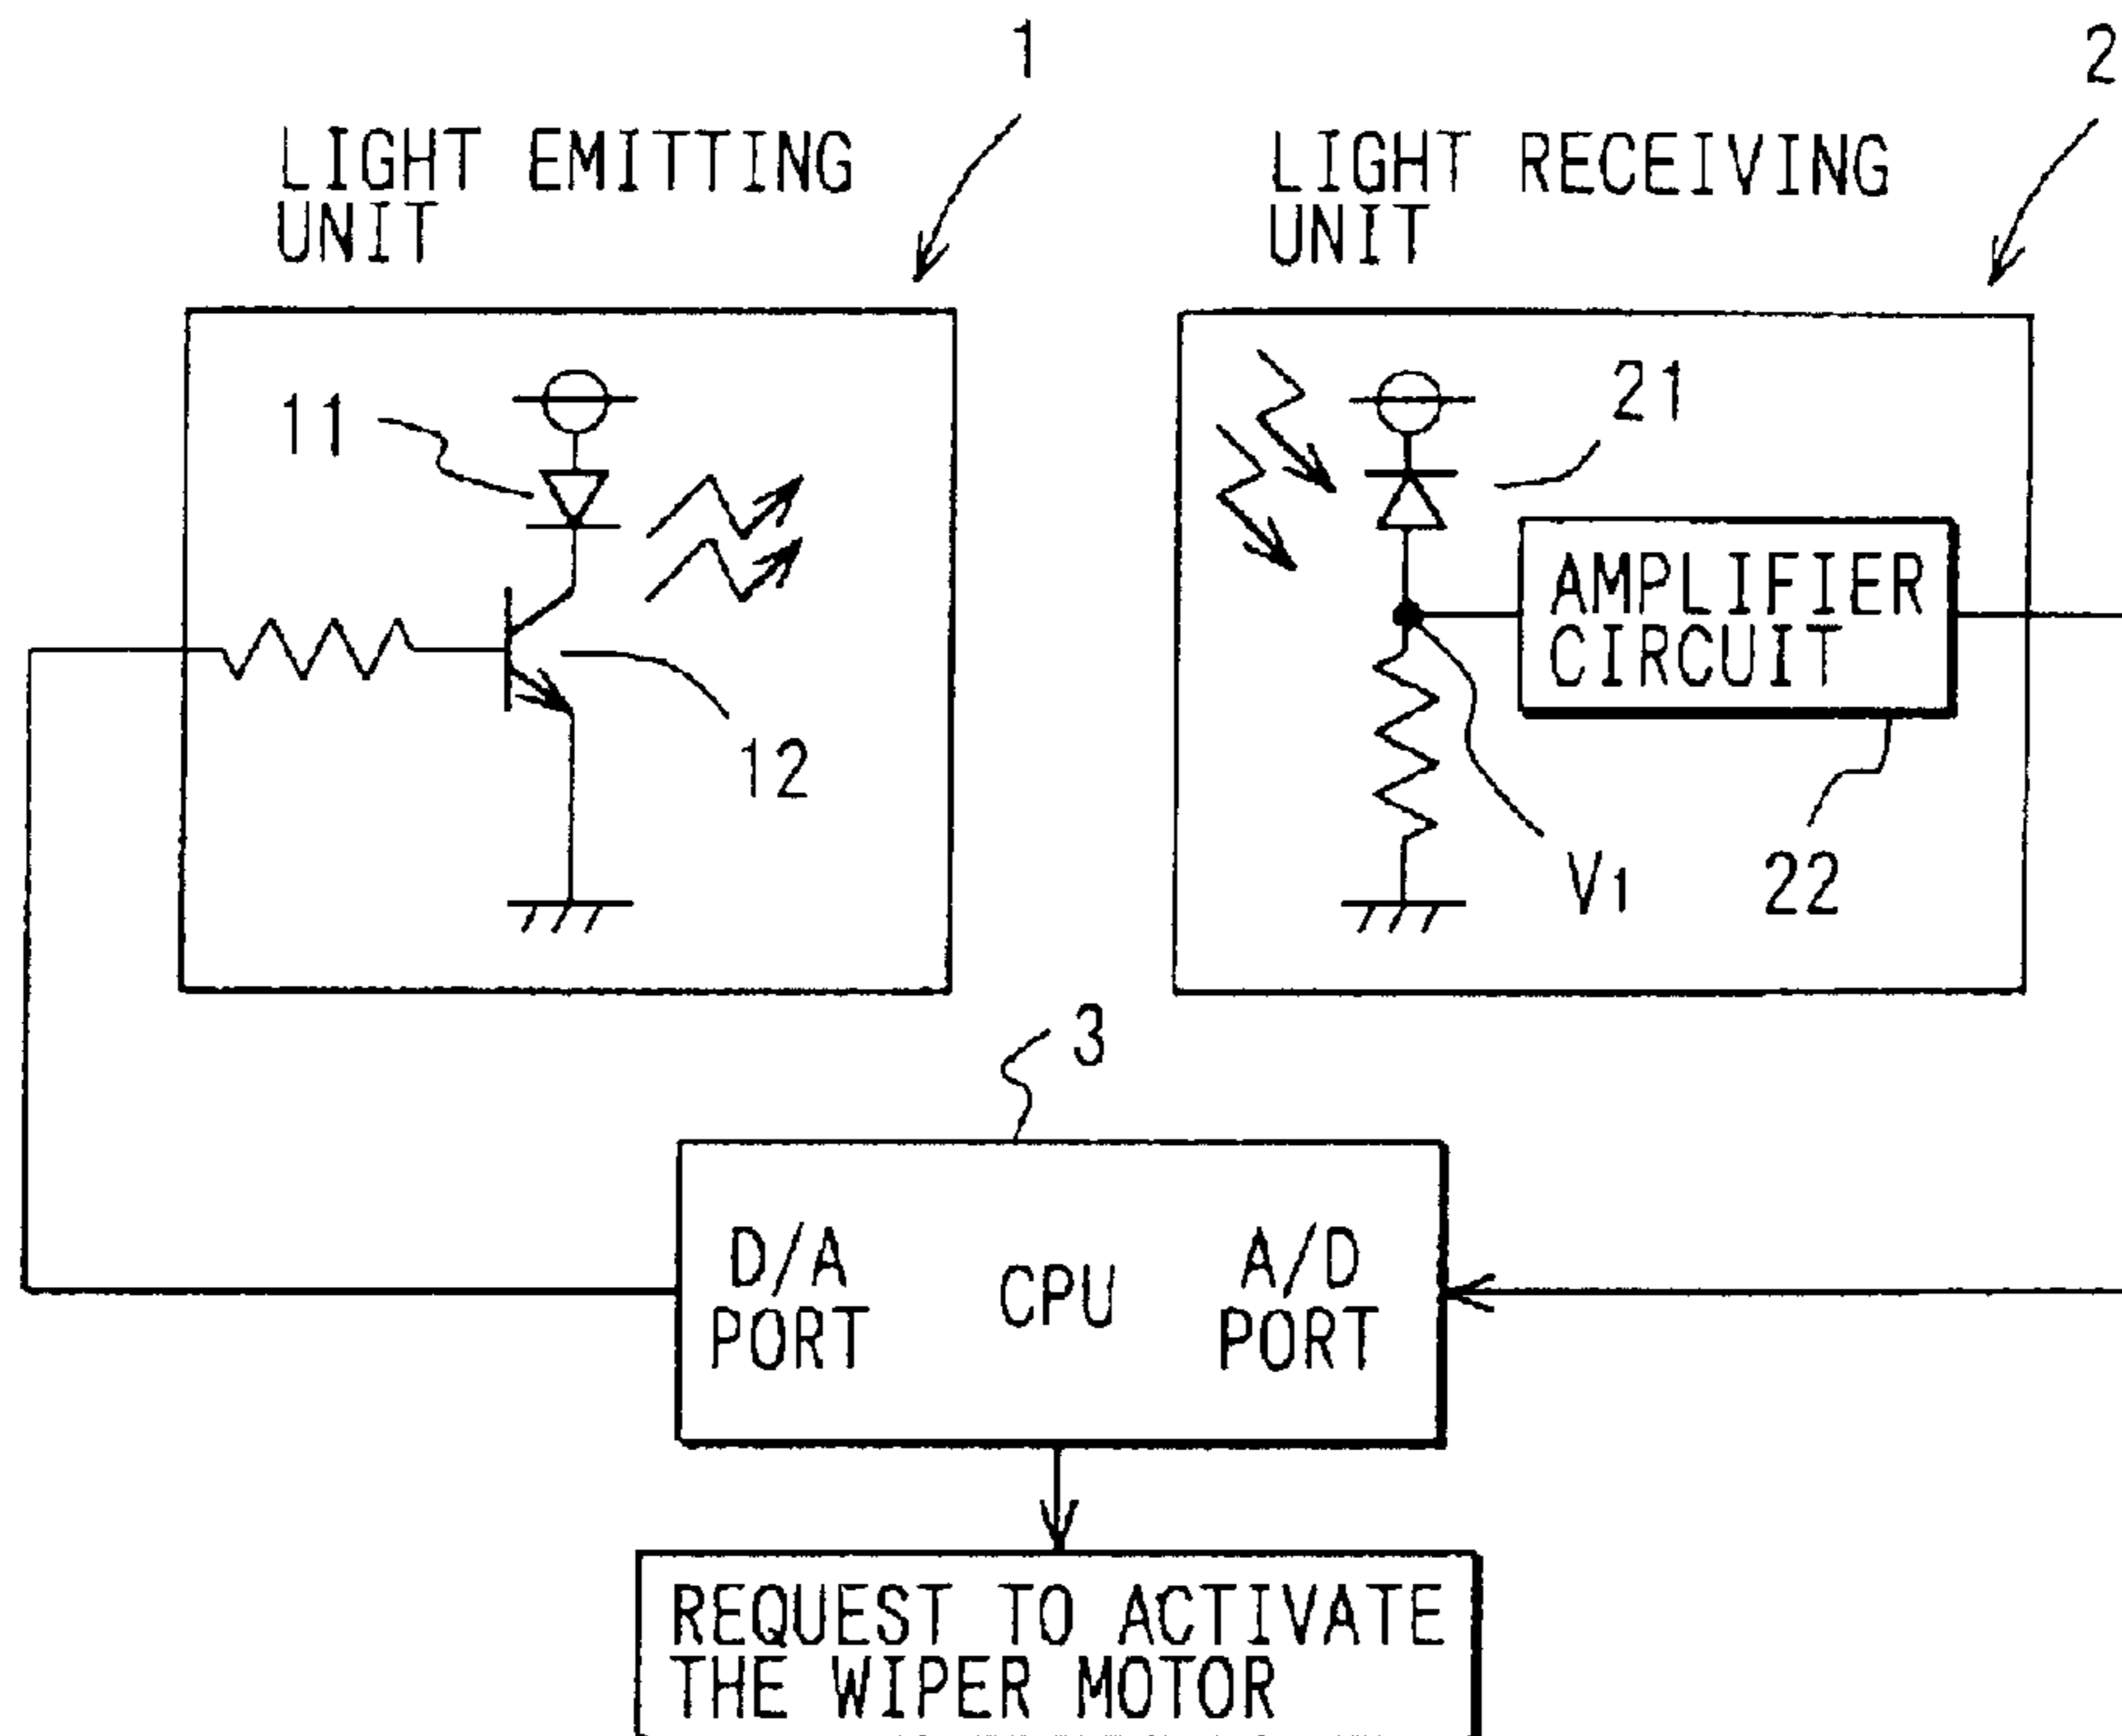 1
2
LIGHT EMITTING
UNIT
LIGHT RECEIVING
UNIT
11
12
21
AMPLIFIER
CIRCUIT
V1
22
3
D/A
PORT
CPU
A/D
PORT
REQUEST TO ACTIVATE
THE WIPER MOTOR